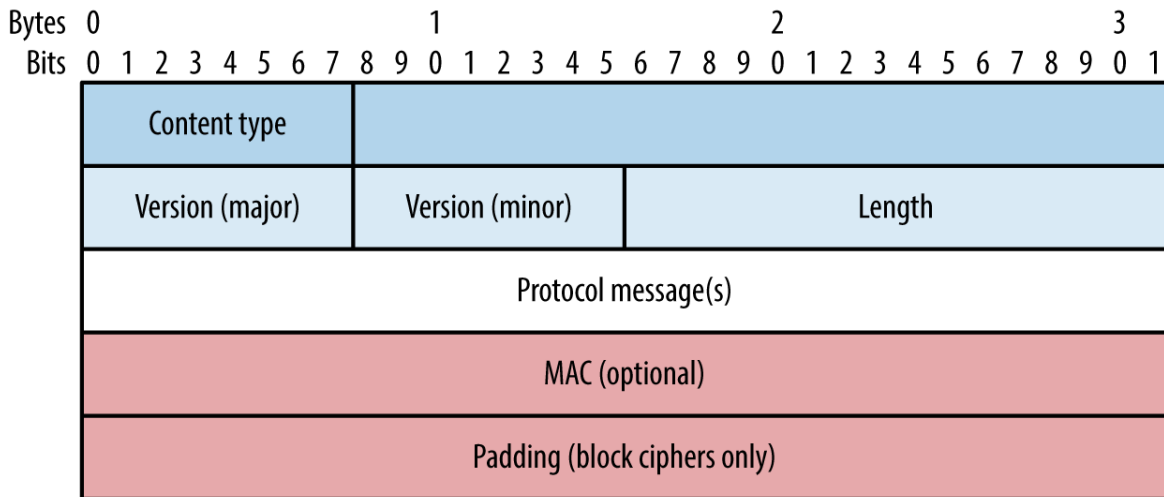 Bytes 0 1 2 3
Bits 0 1 2 3 4 5 6 7 8 9 0 1 2 3 4 5 6 7 8 9 0 1 2 3 4 5 6 7 8 9 0 1
Content type
Version (major) Version (minor) Length
Protocol message(s)
MAC (optional)
Padding (block ciphers only)